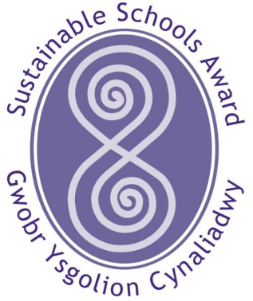 Sustainable Schools Award
Gwobr Ysgolion Cynaliadwy